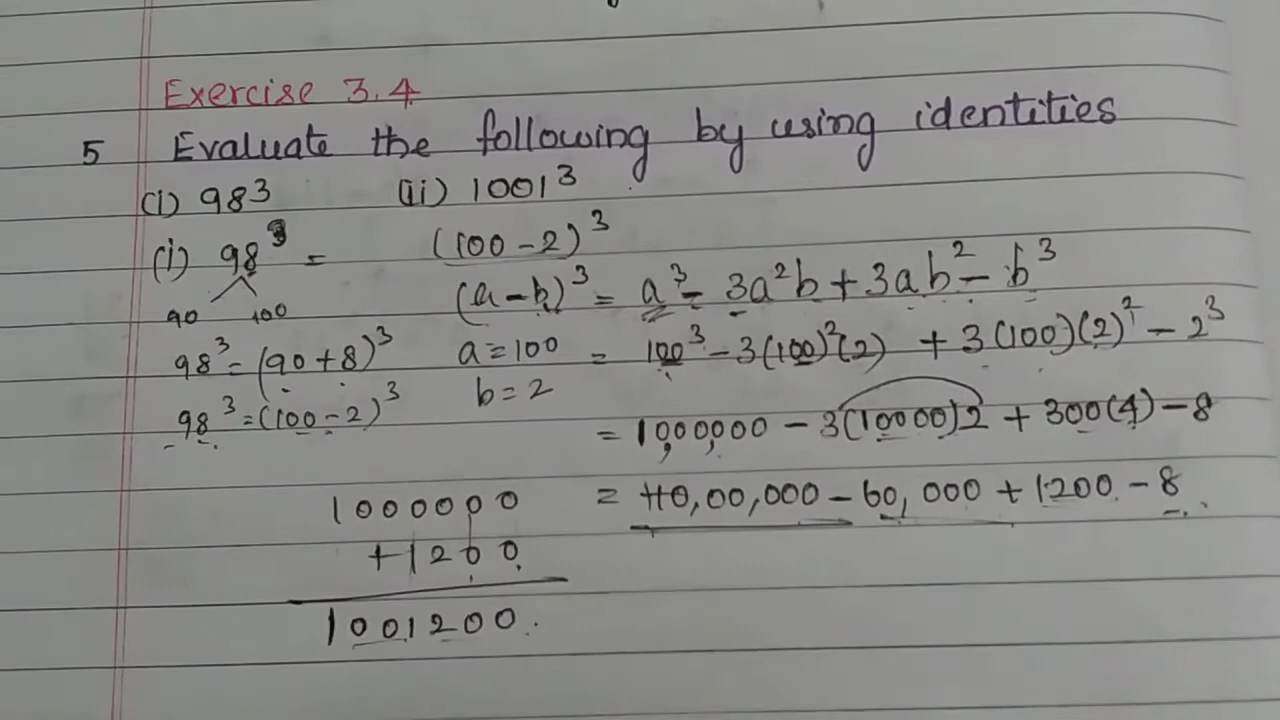 Exercise 3.4
5 Evaluate the following by using identities
(i) 98³ (ii) 1001³
(i) 98³ = (100-2)³
90 100
(a-b)³ = a³ - 3a²b + 3ab² - b³
98³ = (90+8)³ a=100 = 100³ - 3(100)²(2) + 3(100)(2)² - 2³
98³ = (100-2)³ b=2
= 1000,000 - 3(10000)2 + 300(4) - 8
= +10,00,000 - 60,000 + 1200 - 8
1000000
+1200
1001200.